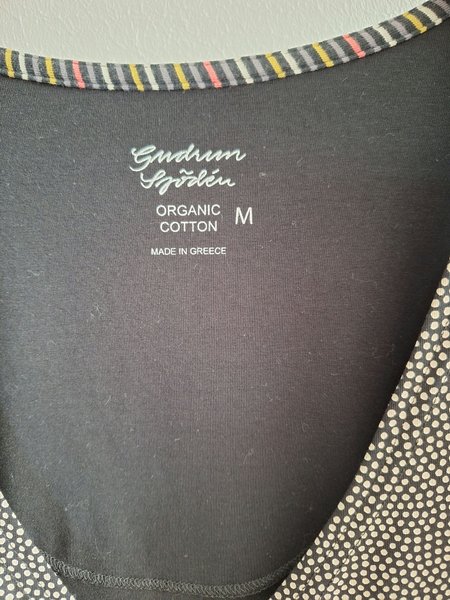 Gudrun
Sjödén
ORGANIC M
COTTON
MADE IN GREECE